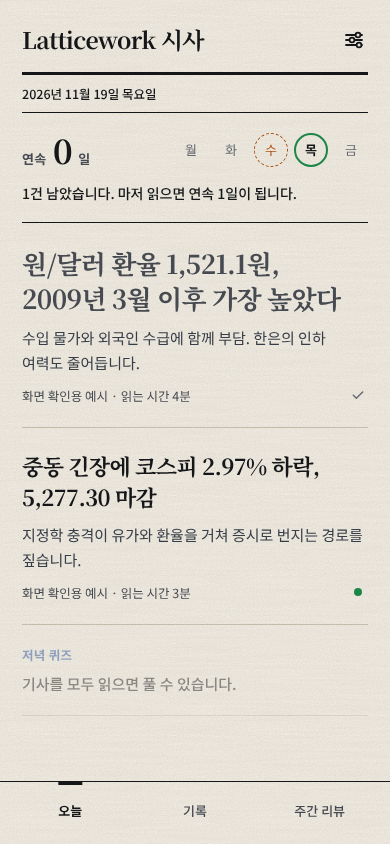 Latticework 시사
2026년 11월 19일 목요일
연속 0 일
월 화 수 목 금
1건 남았습니다. 마저 읽으면 연속 1일이 됩니다.
원/달러 환율 1,521.1원,
2009년 3월 이후 가장 높았다
수입 물가와 외국인 수급에 함께 부담. 한은의 인하
여력도 줄어듭니다.
화면 확인용 예시 · 읽는 시간 4분
중동 긴장에 코스피 2.97% 하락,
5,277.30 마감
지정학 충격이 유가와 환율을 거쳐 증시로 번지는 경로를
짚습니다.
화면 확인용 예시 · 읽는 시간 3분
저녁 퀴즈
기사를 모두 읽으면 풀 수 있습니다.
오늘 기록 주간 리뷰